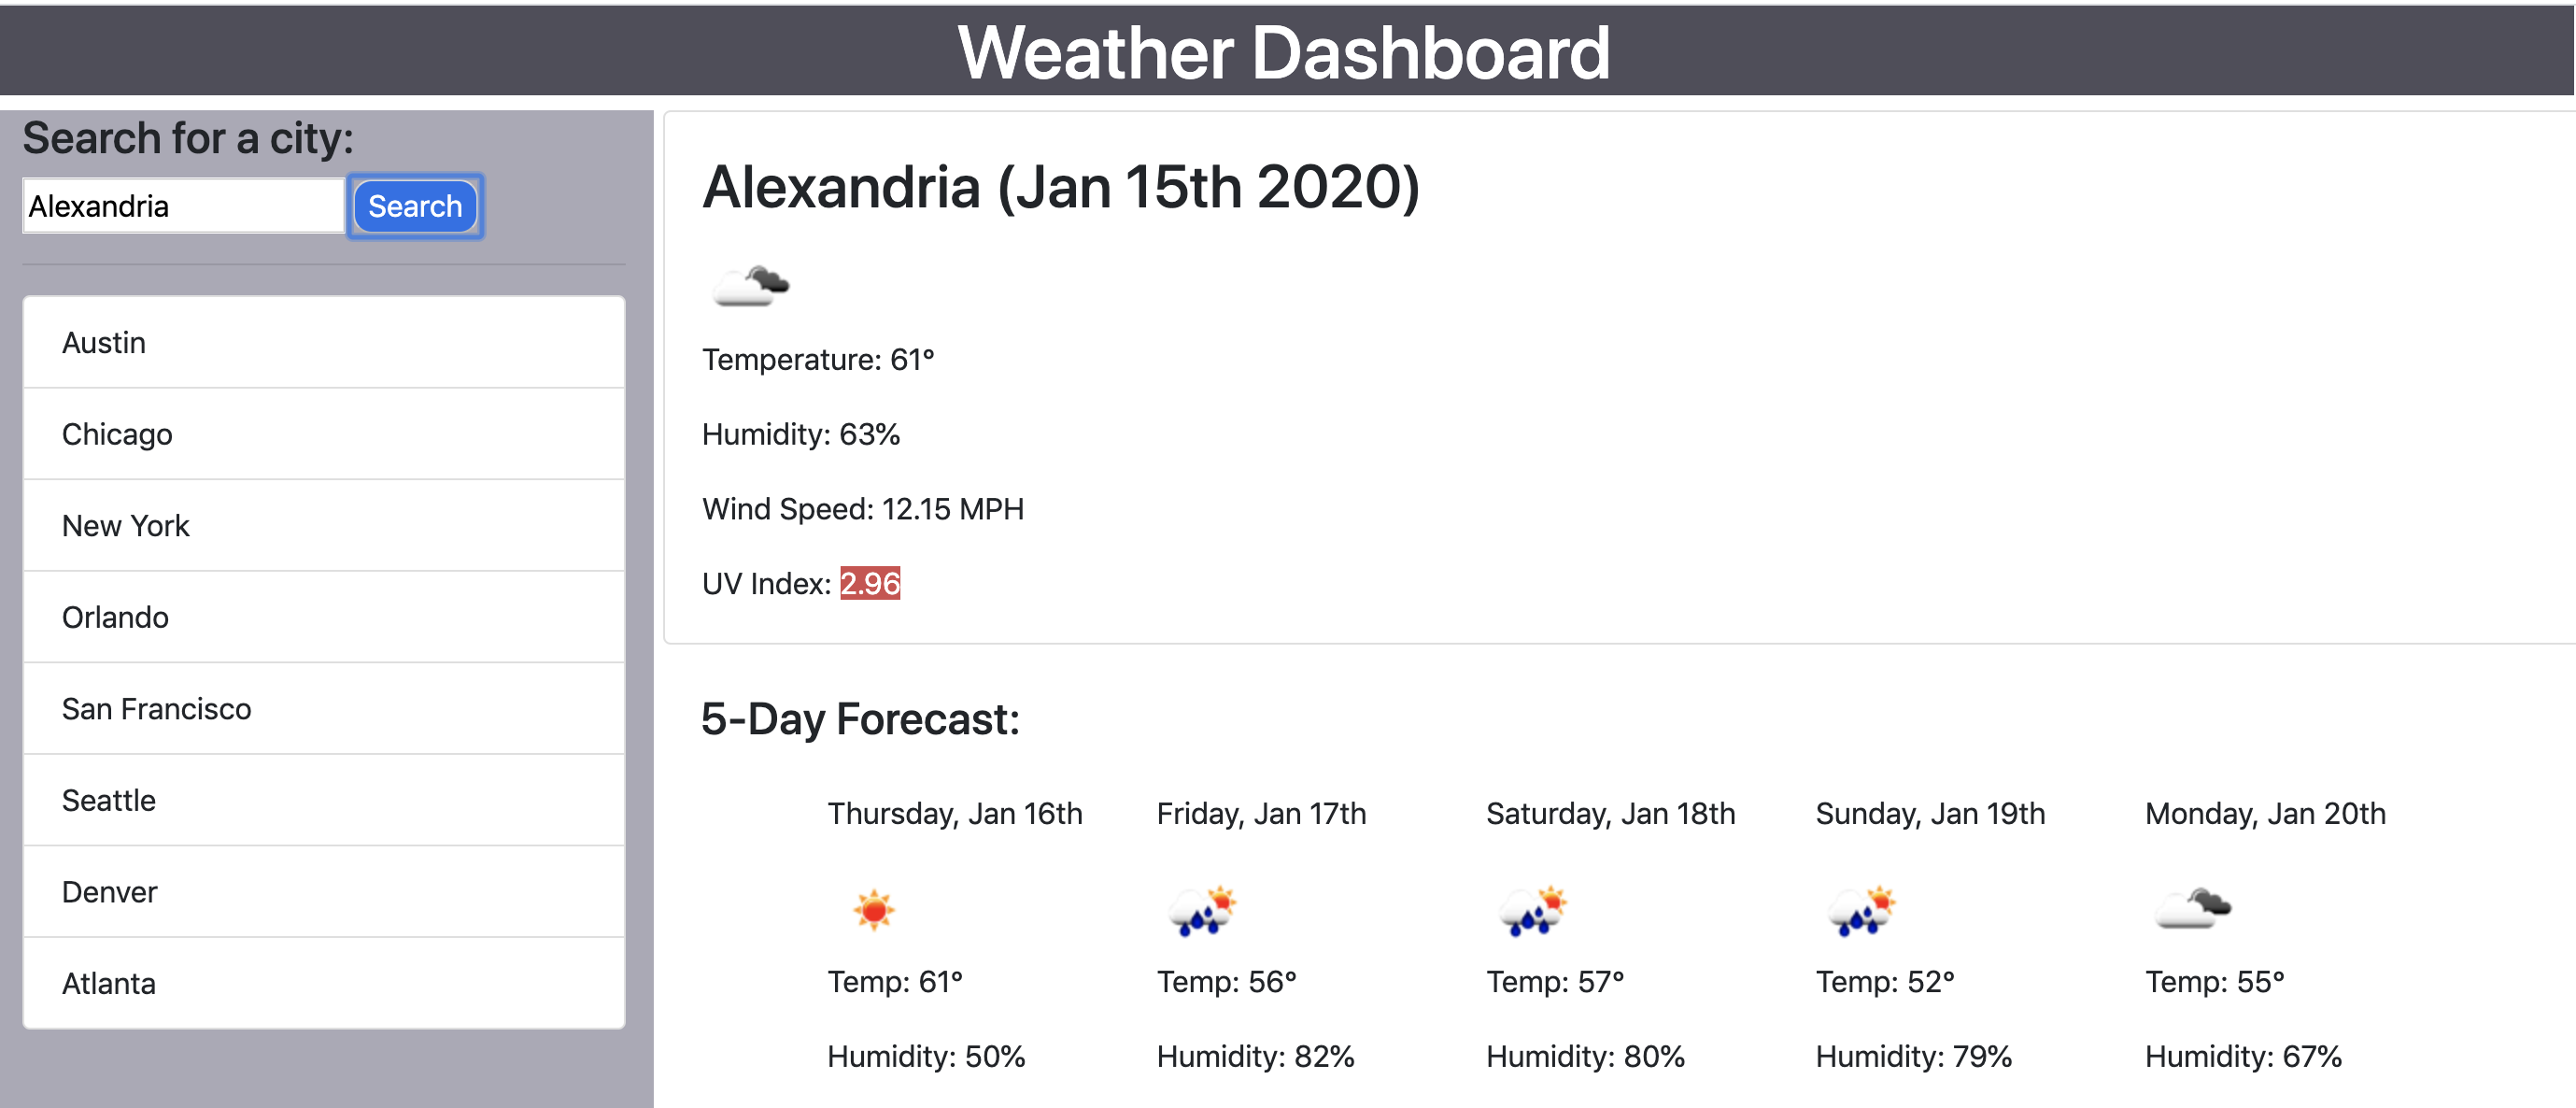 Weather Dashboard
Search for a city:
Alexandria
Search
Austin
Chicago
New York
Orlando
San Francisco
Seattle
Denver
Atlanta
Alexandria (Jan 15th 2020)
Temperature: 61°
Humidity: 63%
Wind Speed: 12.15 MPH
UV Index: 2.96
5-Day Forecast:
Thursday, Jan 16th
Temp: 61°
Humidity: 50%
Friday, Jan 17th
Temp: 56°
Humidity: 82%
Saturday, Jan 18th
Temp: 57°
Humidity: 80%
Sunday, Jan 19th
Temp: 52°
Humidity: 79%
Monday, Jan 20th
Temp: 55°
Humidity: 67%